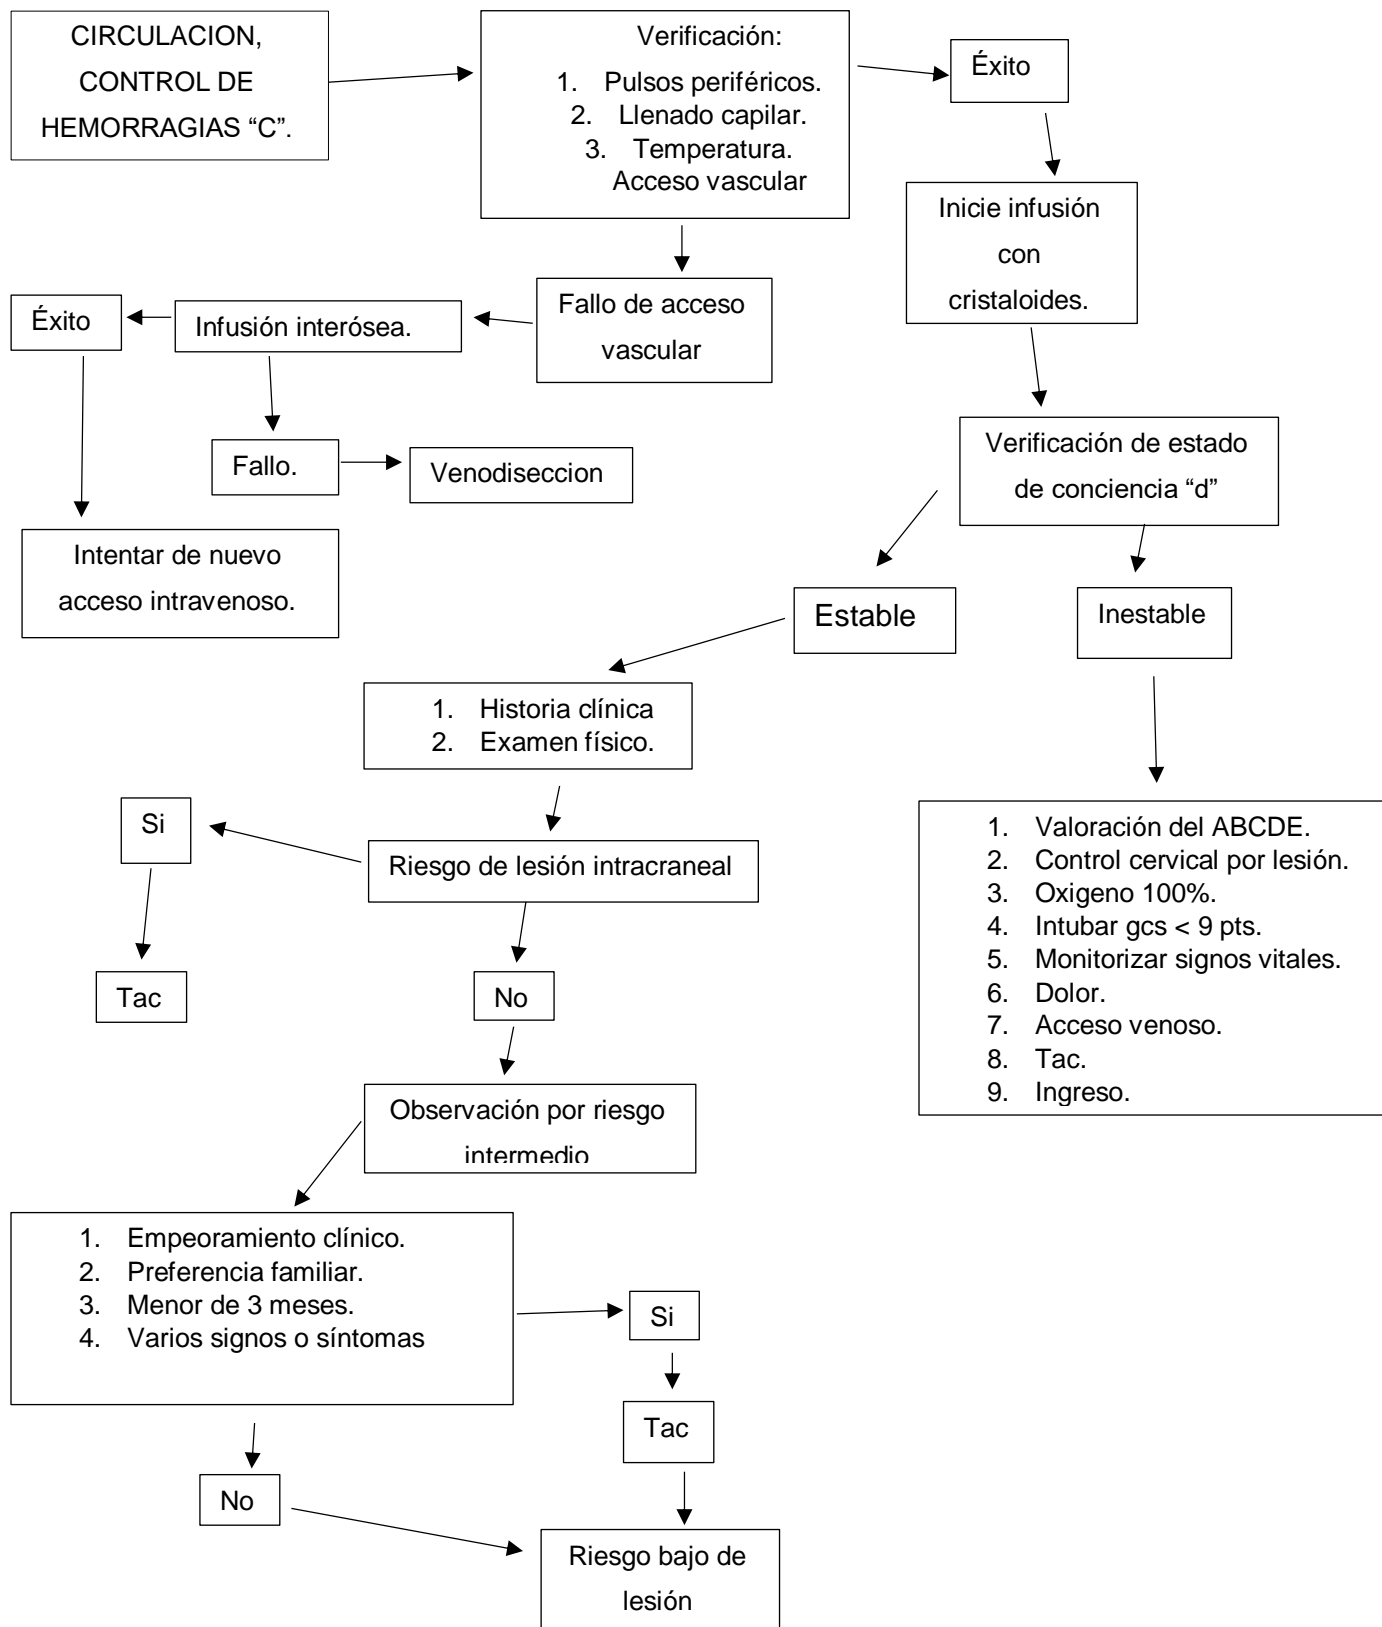 CIRCULACION,
CONTROL DE
HEMORRAGIAS “C”.
Verificación:
1. Pulsos periféricos.
2. Llenado capilar.
3. Temperatura.
Acceso vascular
Éxito
Inicie infusión
con
cristaloides.
Fallo de acceso
vascular
Infusión interósea.
Éxito
Fallo.
Venodiseccion
Intentar de nuevo
acceso intravenoso.
Verificación de estado
de conciencia “d”
Estable
Inestable
1. Historia clínica
2. Examen físico.
Riesgo de lesión intracraneal
Si
Tac
No
1. Valoración del ABCDE.
2. Control cervical por lesión.
3. Oxigeno 100%.
4. Intubar gcs < 9 pts.
5. Monitorizar signos vitales.
6. Dolor.
7. Acceso venoso.
8. Tac.
9. Ingreso.
Observación por riesgo
intermedio
1. Empeoramiento clínico.
2. Preferencia familiar.
3. Menor de 3 meses.
4. Varios signos o síntomas
Si
Tac
No
Riesgo bajo de
lesión